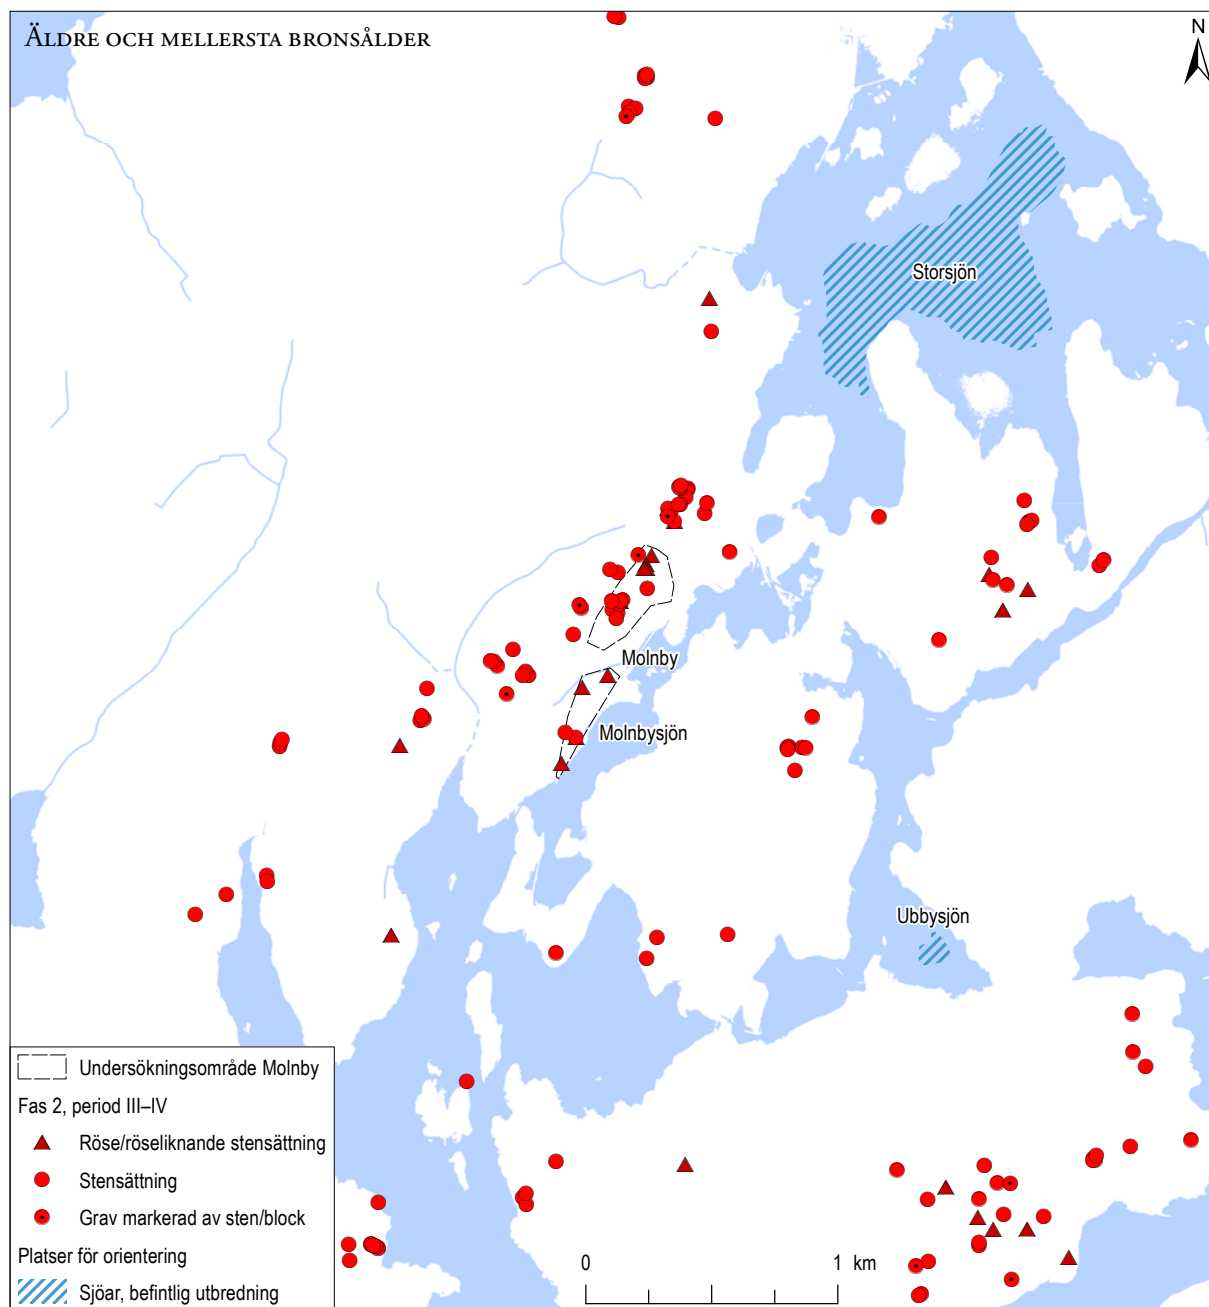 ÄLDRE OCH MELLERSTA BRONSÅLDER
N
Storsjön
Molnby
Molnbysjön
Ubbysjön
Undersökningsområde Molnby
Fas 2, period III–IV
Röse/röseliknande stensättning
Stensättning
Grav markerad av sten/block
Platser för orientering
Sjöar, befintlig utbredning
0 1 km